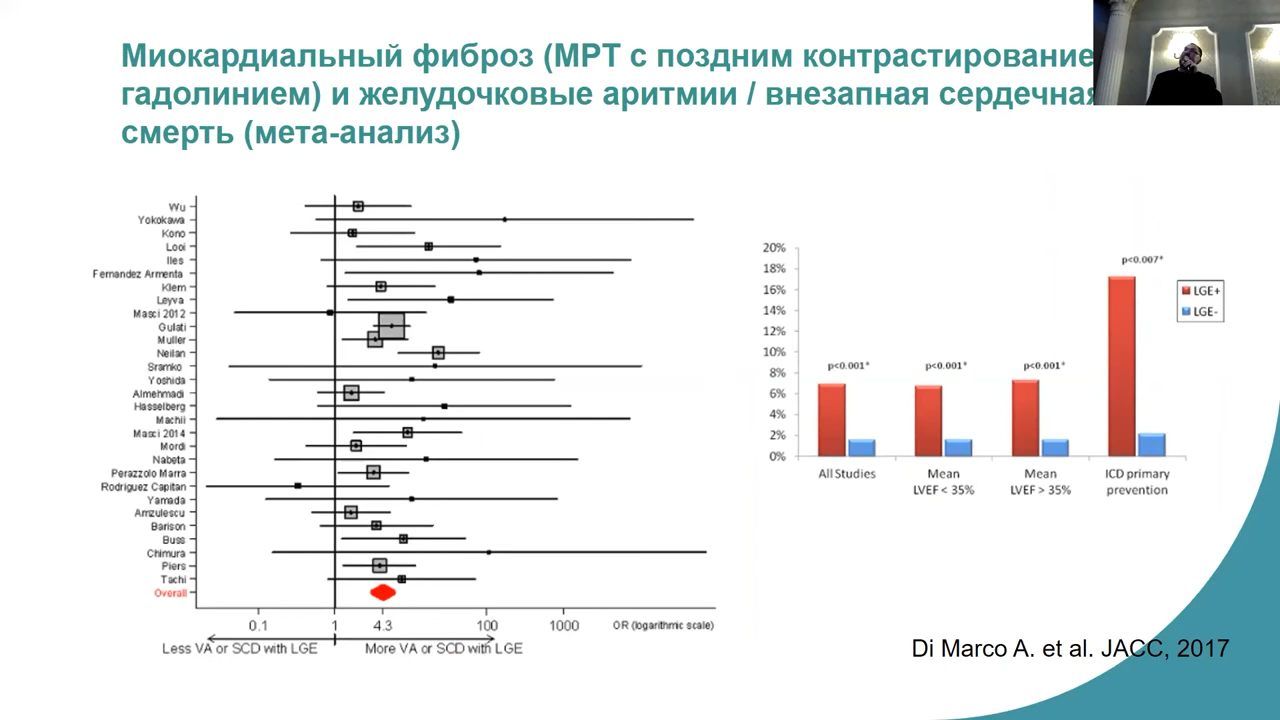 Миокардиальный фиброз (МРТ с поздним контрастирование
гадолинием) и желудочковые аритмии / внезапная сердечная
смерть (мета-анализ)
Wu
Yokokawa
Kono
Looi
Iles
Fernandez Armenta
Klem
Leyva
Masci 2012
Gulati
Muller
Neilan
Sramko
Yoshida
Almehmadi
Hasselberg
Machii
Masci 2014
Mordi
Nabeta
Perazzolo Marra
Rodriguez Capitan
Yamada
Amzulescu
Barison
Buss
Chimura
Piers
Tachi
Overall
0.1 1 4.3 100 1000 OR (logarithmic scale)
Less VA or SCD with LGE More VA or SCD with LGE
20%
18%
16%
14%
12%
10%
8%
6%
4%
2%
0%
p<0.001* p<0.001* p<0.001* p<0.007*
All Studies Mean Mean ICD primary
LVEF < 35% LVEF > 35% prevention
LGE+
LGE-
Di Marco A. et al. JACC, 2017